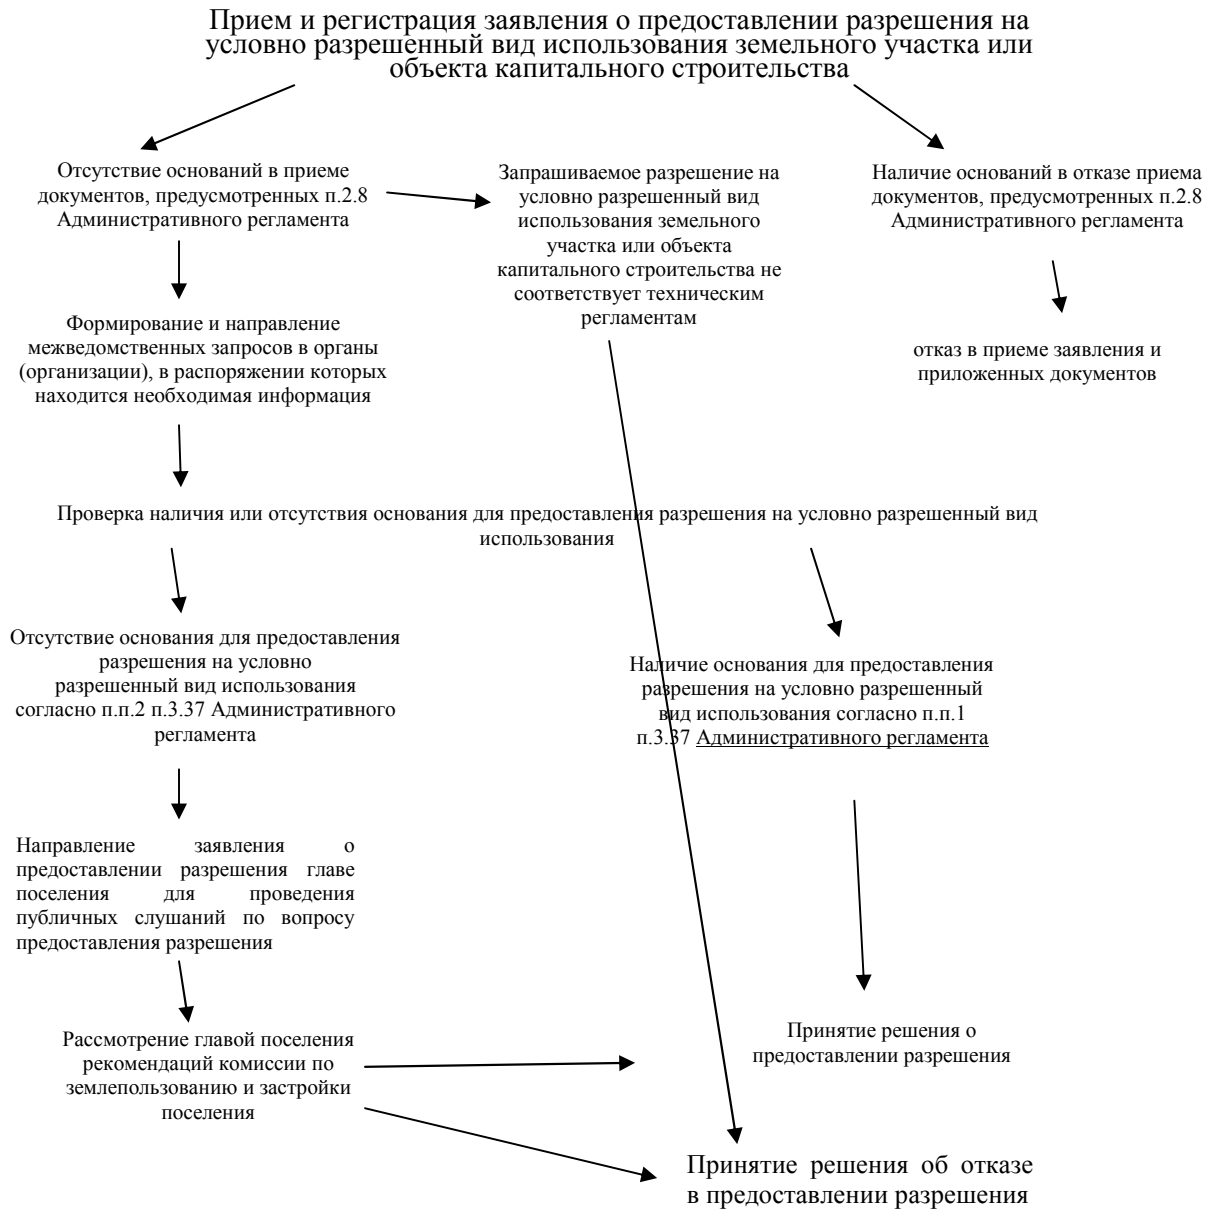 Прием и регистрация заявления о предоставлении разрешения на
условно разрешенный вид использования земельного участка или
объекта капитального строительства
Отсутствие оснований в приеме
документов, предусмотренных п.2.8
Административного регламента
Запрашиваемое разрешение на
условно разрешенный вид
использования земельного
участка или объекта
капитального строительства не
соответствует техническим
регламентам
Наличие оснований в отказе приема
документов, предусмотренных п.2.8
Административного регламента
Формирование и направление
межведомственных запросов в органы
(организации), в распоряжении которых
находится необходимая информация
отказ в приеме заявления и
приложенных документов
Проверка наличия или отсутствия основания для предоставления разрешения на условно разрешенный вид
использования
Отсутствие основания для предоставления
разрешения на условно
разрешенный вид использования
согласно п.п.2 п.3.37 Административного
регламента
Наличие основания для предоставления
разрешения на условно разрешенный
вид использования согласно п.п.1
п.3.37 Административного регламента
Направление заявления о
предоставлении разрешения главе
поселения для проведения
публичных слушаний по вопросу
предоставления разрешения
Рассмотрение главой поселения
рекомендаций комиссии по
землепользованию и застройки
поселения
Принятие решения о
предоставлении разрешения
Принятие решения об отказе
в предоставлении разрешения